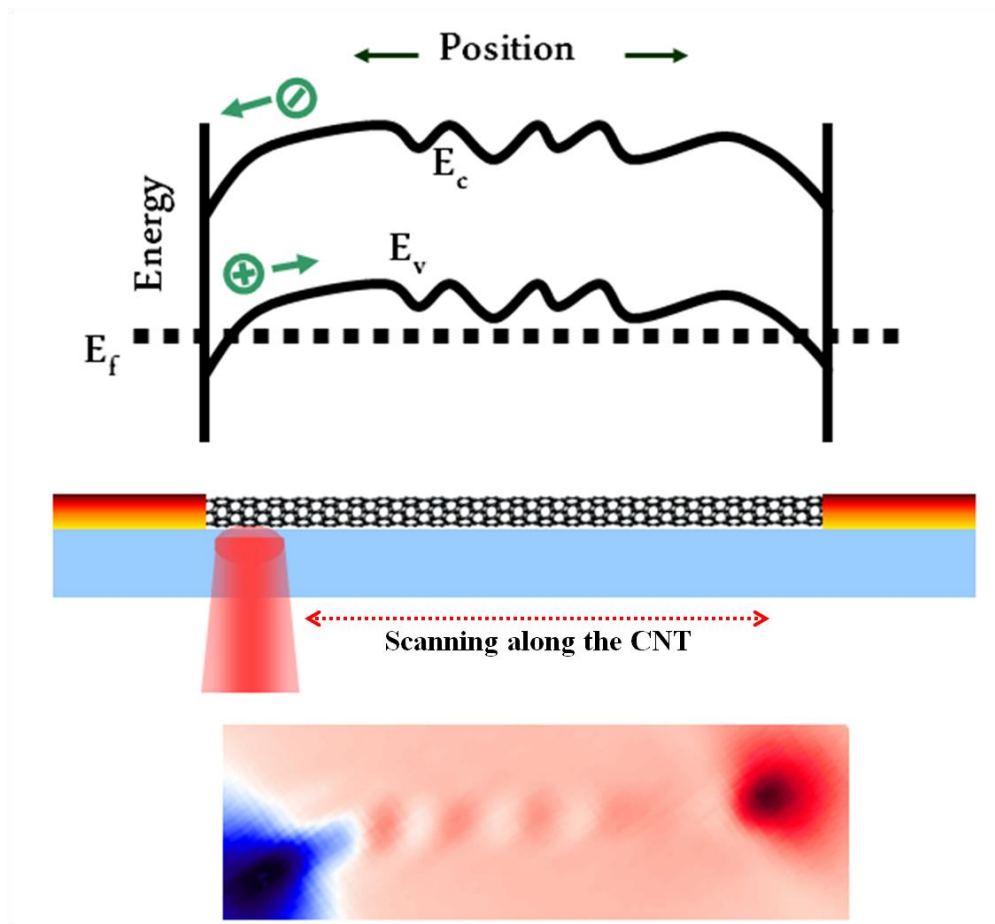 Position
Energy
E_c
E_v
E_f
Scanning along the CNT